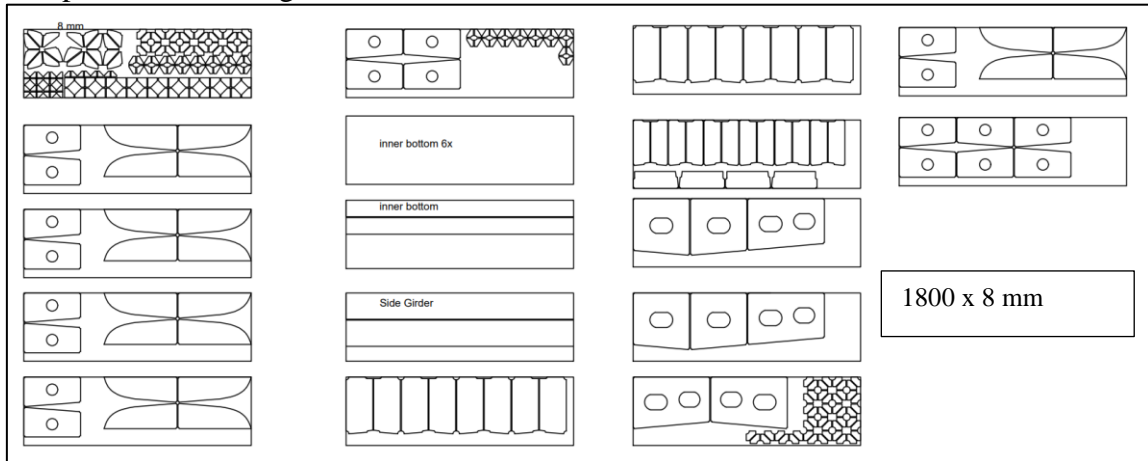 8 mm
inner bottom 6x
inner bottom
Side Girder
1800 x 8 mm